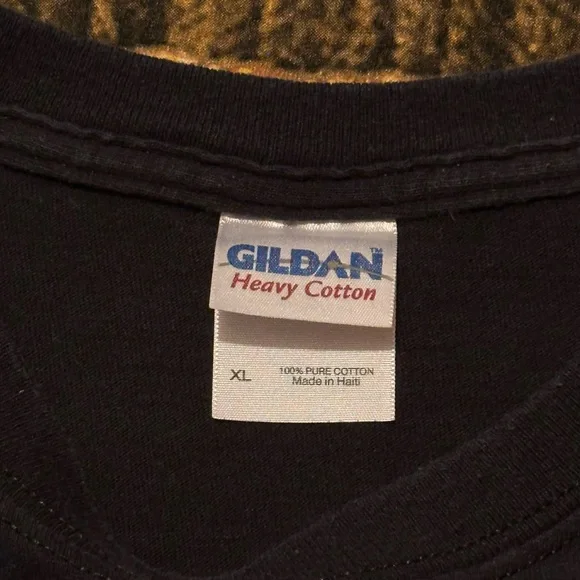 GILDAN™
Heavy Cotton
XL
100% PURE COTTON
Made in Haiti